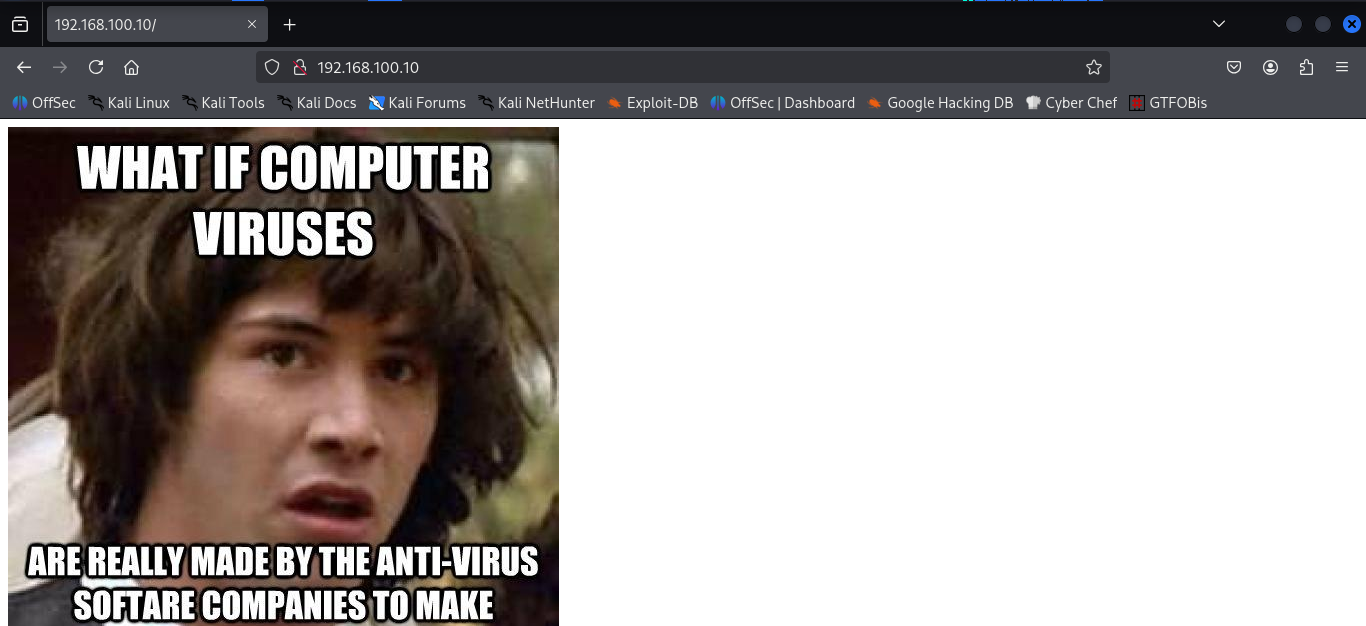 192.168.100.10/
192.168.100.10
OffSec Kali Linux Kali Tools Kali Docs Kali Forums Kali NetHunter Exploit-DB OffSec | Dashboard Google Hacking DB Cyber Chef GTFOBis
WHAT IF COMPUTER
VIRUSES
ARE REALLY MADE BY THE ANTI-VIRUS
SOFTARE COMPANIES TO MAKE